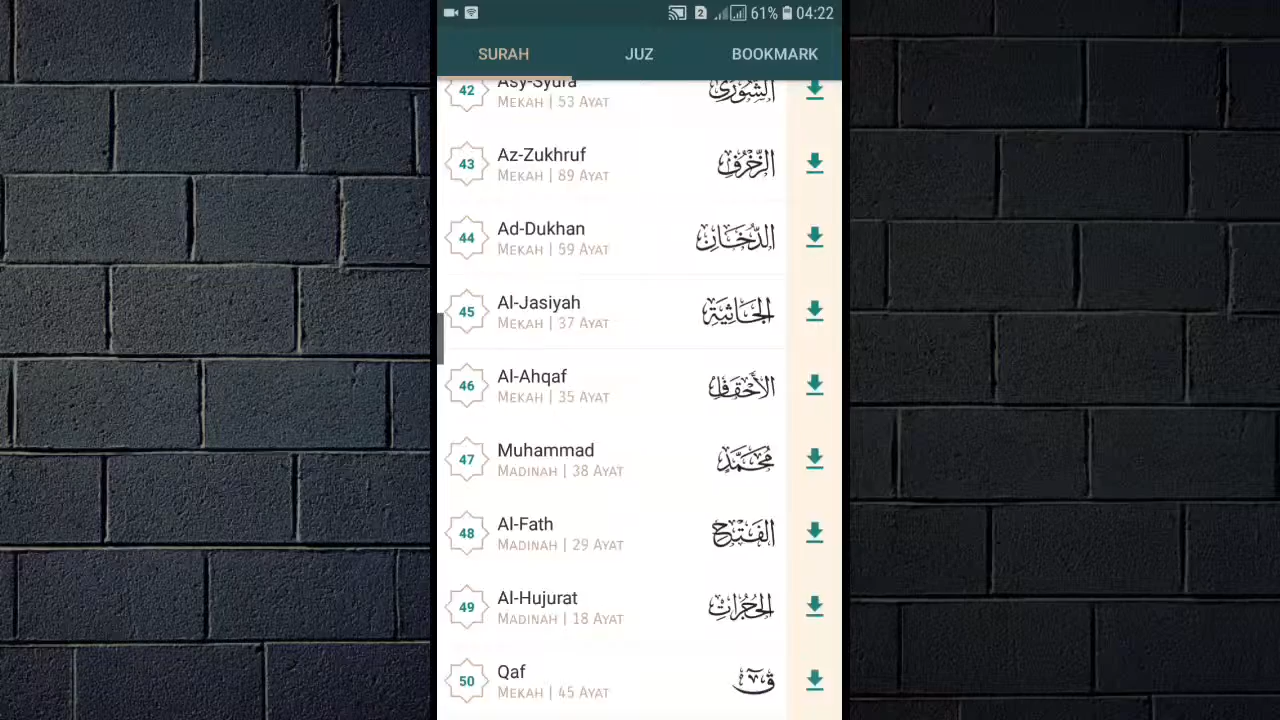 2 61% 04:22
SURAH JUZ BOOKMARK
42 Asy-Syura الشورى
MEKAH | 53 AYAT
43 Az-Zukhruf الزخرف
MEKAH | 89 AYAT
44 Ad-Dukhan الدخان
MEKAH | 59 AYAT
45 Al-Jasiyah الجاثية
MEKAH | 37 AYAT
46 Al-Ahqaf الأحقاف
MEKAH | 35 AYAT
47 Muhammad محمد
MADINAH | 38 AYAT
48 Al-Fath الفتح
MADINAH | 29 AYAT
49 Al-Hujurat الحجرات
MADINAH | 18 AYAT
50 Qaf ق
MEKAH | 45 AYAT